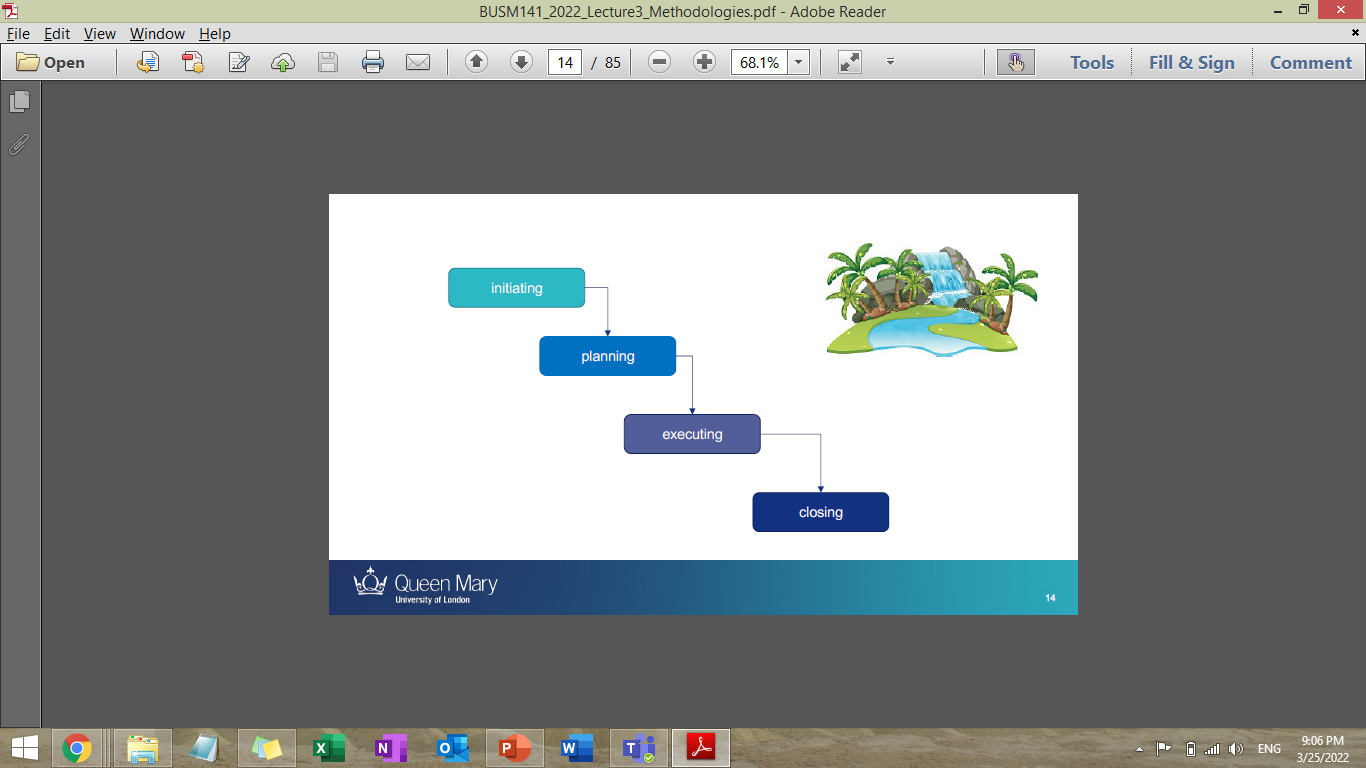 BUSM141_2022_Lecture3_Methodologies.pdf - Adobe Reader
File Edit View Window Help
Open 14 / 85 68.1% Tools Fill & Sign Comment
initiating
planning
executing
closing
Queen Mary
University of London
14
ENG
9:06 PM
3/25/2022